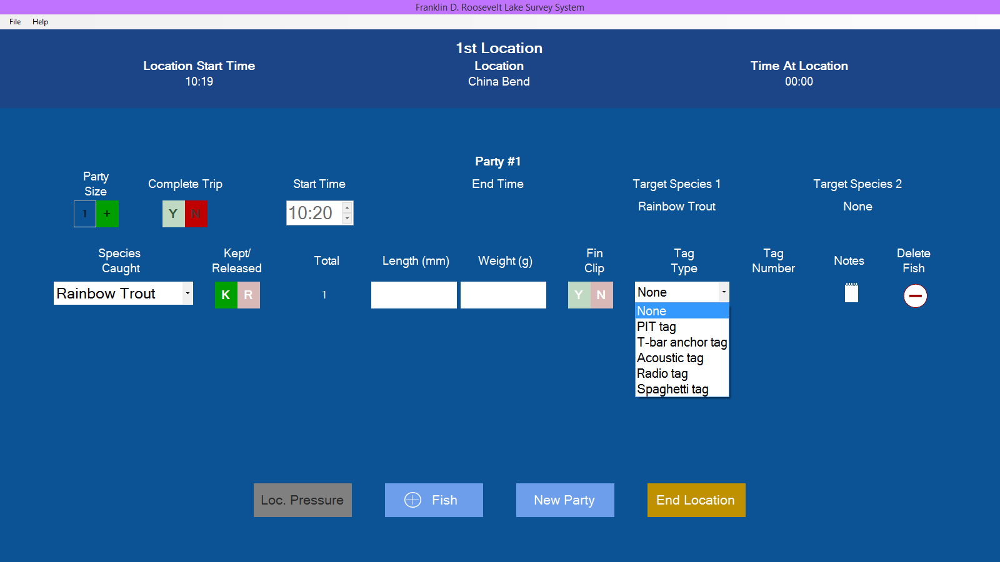 Franklin D. Roosevelt Lake Survey System
File Help
1st Location
Location Start Time
Location
Time At Location
10:19
China Bend
00:00
Party #1
Party
Size
Complete Trip
Start Time
End Time
Target Species 1
Target Species 2
1 +
Y N
10:20
Rainbow Trout
None
Species
Caught
Kept/
Released
Total
Length (mm)
Weight (g)
Fin
Clip
Tag
Type
Tag
Number
Notes
Delete
Fish
Rainbow Trout
K R
1
Y N
None
None
PIT tag
T-bar anchor tag
Acoustic tag
Radio tag
Spaghetti tag
Loc. Pressure
Fish
New Party
End Location